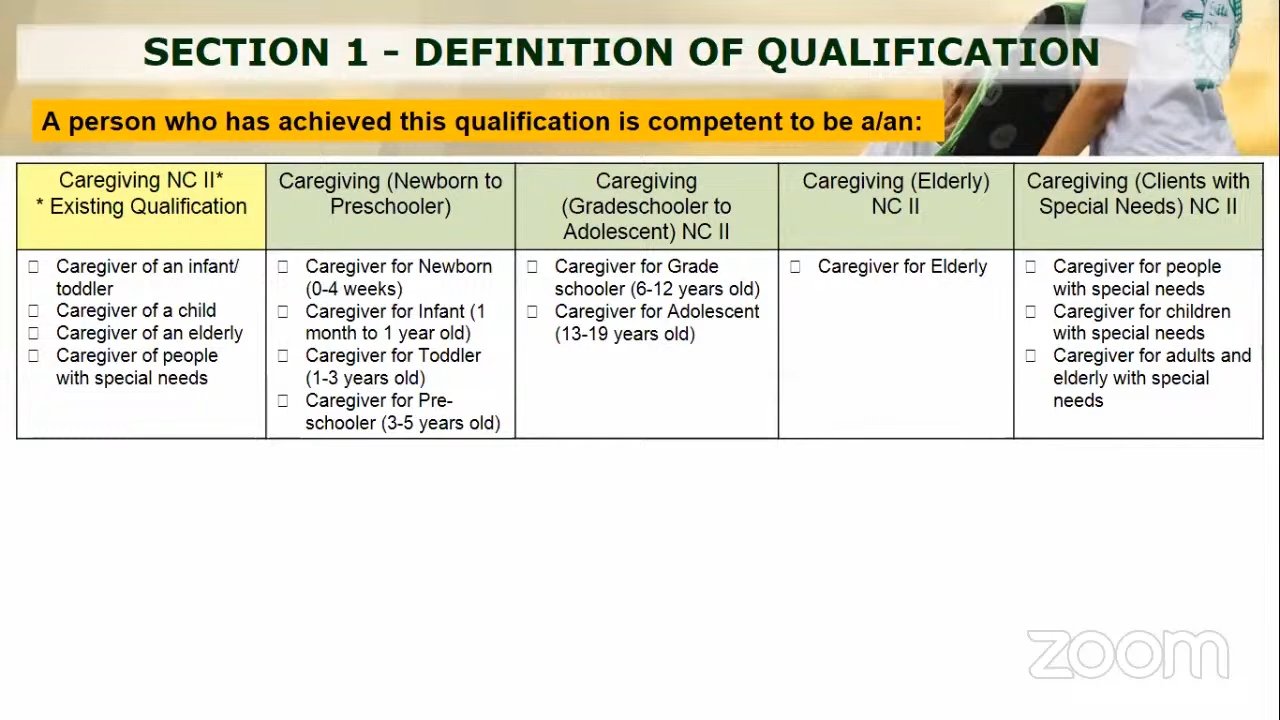 SECTION 1 - DEFINITION OF QUALIFICATION
A person who has achieved this qualification is competent to be a/an:
Caregiving NC II*
* Existing Qualification
Caregiving (Newborn to
Preschooler)
Caregiving
(Gradeschooler to
Adolescent) NC II
Caregiving (Elderly)
NC II
Caregiving (Clients with
Special Needs) NC II
Caregiver of an infant/
toddler
Caregiver of a child
Caregiver of an elderly
Caregiver of people
with special needs
Caregiver for Newborn
(0-4 weeks)
Caregiver for Infant (1
month to 1 year old)
Caregiver for Toddler
(1-3 years old)
Caregiver for Pre-
schooler (3-5 years old)
Caregiver for Grade
schooler (6-12 years old)
Caregiver for Adolescent
(13-19 years old)
Caregiver for Elderly
Caregiver for people
with special needs
Caregiver for children
with special needs
Caregiver for adults and
elderly with special
needs
zoom